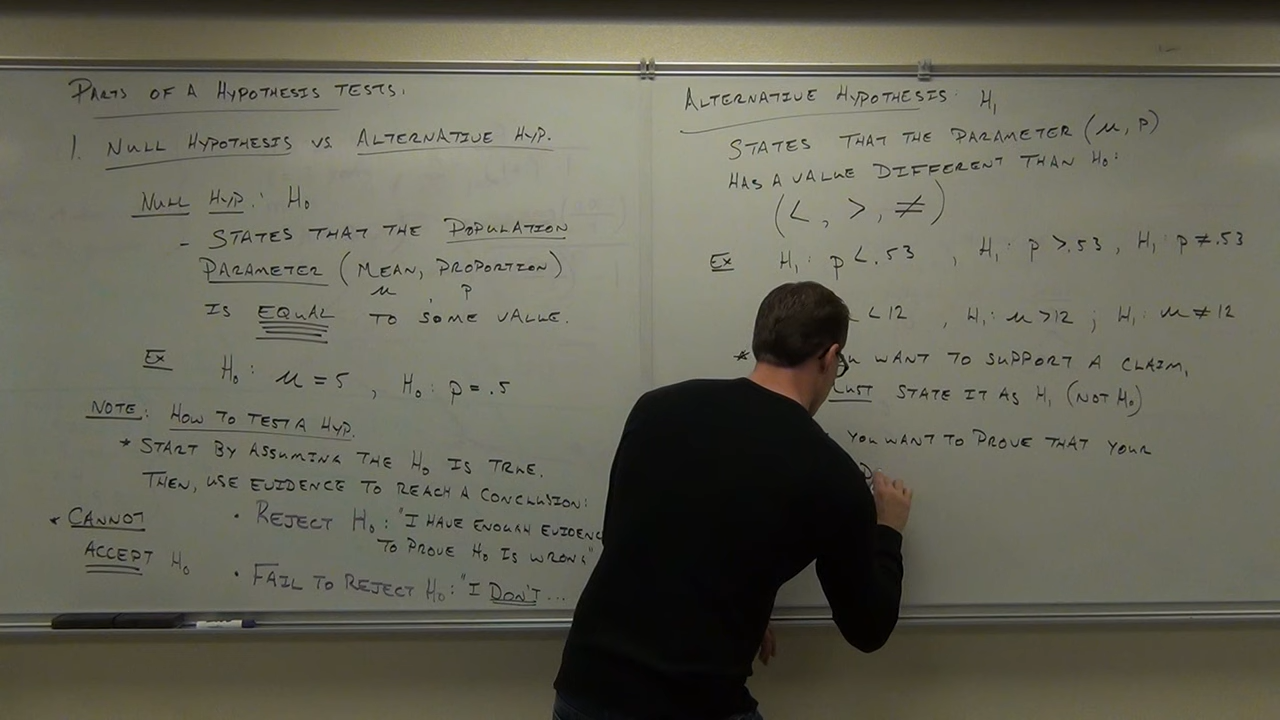 PARTS OF A HYPOTHESIS TESTS.
1. NULL HYPOTHESIS VS. ALTERNATIVE HYP.
NULL HYP.: H₀
- STATES THAT THE POPULATION
PARAMETER (MEAN, PROPORTION)
μ , p
IS EQUAL TO SOME VALUE.
EX H₀: μ = 5 , H₀: p = .5
NOTE: HOW TO TEST A HYP.
* START BY ASSUMING THE H₀ IS TRUE.
THEN, USE EVIDENCE TO REACH A CONCLUSION:
• REJECT H₀: "I HAVE ENOUGH EVIDENC
TO PROVE H₀ IS WRONG"
• FAIL TO REJECT H₀: "I DON'T ...
* CANNOT
ACCEPT H₀
ALTERNATIVE HYPOTHESIS: H₁
STATES THAT THE PARAMETER (μ, P)
HAS A VALUE DIFFERENT THAN H₀:
(<, >, ≠)
EX H₁: p < .53 , H₁: p > .53 , H₁: p ≠ .53
< 12 , H₁: μ > 12 ; H₁: μ ≠ 12
* WANT TO SUPPORT A CLAIM,
STATE IT AS H₁ (NOT H₀)
YOU WANT TO PROVE THAT YOUR